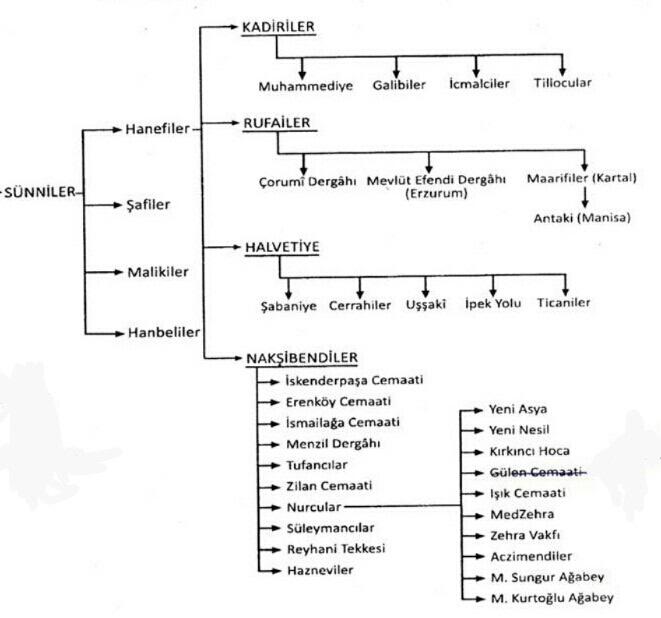 SÜNNİLER
Hanefiler
Şafiler
Malikiler
Hanbeliler
KADİRİLER
Muhammediye
Galibiler
İcmalciler
Tillocular
RUFAİLER
Çorumî Dergâhı
Mevlüt Efendi Dergâhı
(Erzurum)
Maarifiler (Kartal)
Antaki (Manisa)
HALVETİYE
Şabaniye
Cerrahiler
Uşşakî
İpek Yolu
Ticaniler
NAKŞİBENDİLER
İskenderpaşa Cemaati
Erenköy Cemaati
İsmailağa Cemaati
Menzil Dergâhı
Tufancılar
Zilan Cemaati
Nurcular
Süleymancılar
Reyhani Tekkesi
Hazneviler
Yeni Asya
Yeni Nesil
Kırkıncı Hoca
Gülen Cemaati
Işık Cemaati
MedZehra
Zehra Vakfı
Aczimendiler
M. Sungur Ağabey
M. Kurtoğlu Ağabey